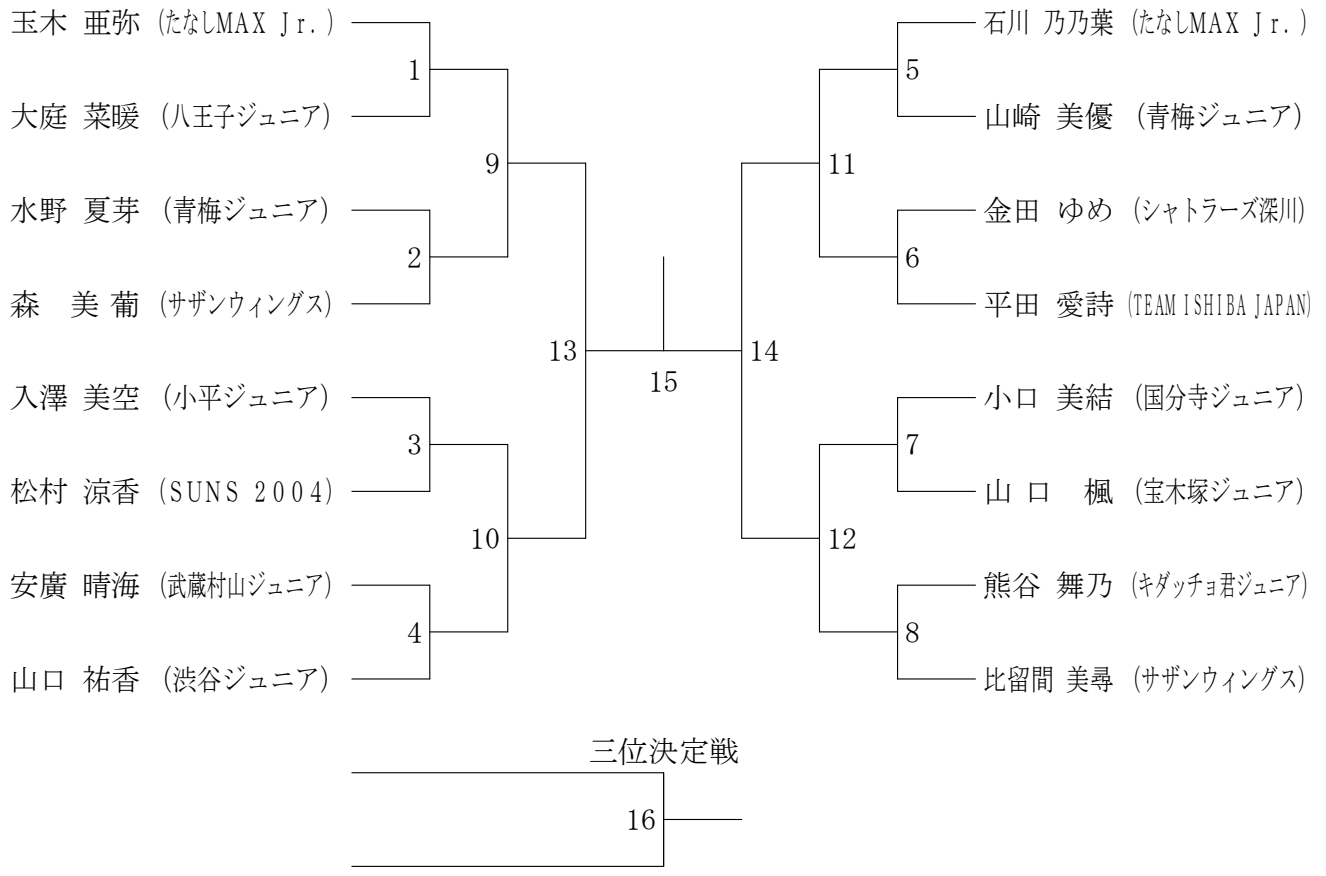 玉木 亜弥 (たなしMAX Jr.)
1
大庭 菜暖 (八王子ジュニア)
9
水野 夏芽 (青梅ジュニア)
2
森 美葡 (サザンウィングス)
13
入澤 美空 (小平ジュニア)
3
松村 涼香 (SUNS 2004)
10
安廣 晴海 (武蔵村山ジュニア)
4
山口 祐香 (渋谷ジュニア)
15
石川 乃乃葉 (たなしMAX Jr.)
5
山崎 美優 (青梅ジュニア)
11
金田 ゆめ (シャトラーズ深川)
6
平田 愛詩 (TEAM ISHIBA JAPAN)
14
小口 美結 (国分寺ジュニア)
7
山口 楓 (宝木塚ジュニア)
12
熊谷 舞乃 (キダッチョ君ジュニア)
8
比留間 美尋 (サザンウィングス)
三位決定戦
16